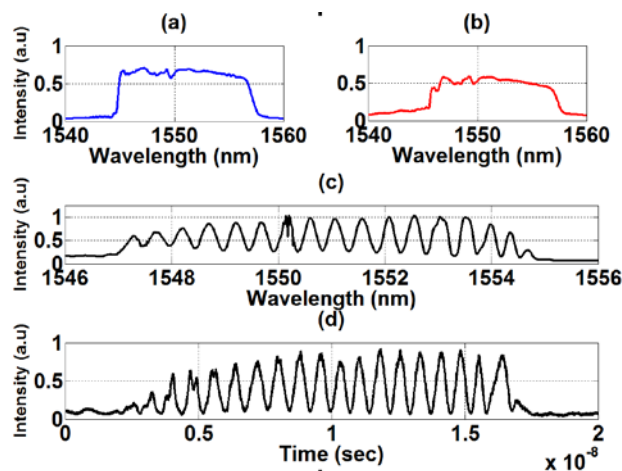 (a)
(b)
Intensity (a.u)
1
0.5
0
1540
1550
1560
Wavelength (nm)
Intensity (a.u)
1
0.5
0
1540
1550
1560
Wavelength (nm)
(c)
Intensity (a.u)
1
0.5
0
1546
1548
1550
1552
1554
1556
Wavelength (nm)
(d)
Intensity (a.u)
1
0.5
0
0
0.5
1
1.5
2
Time (sec)
x 10⁻⁸